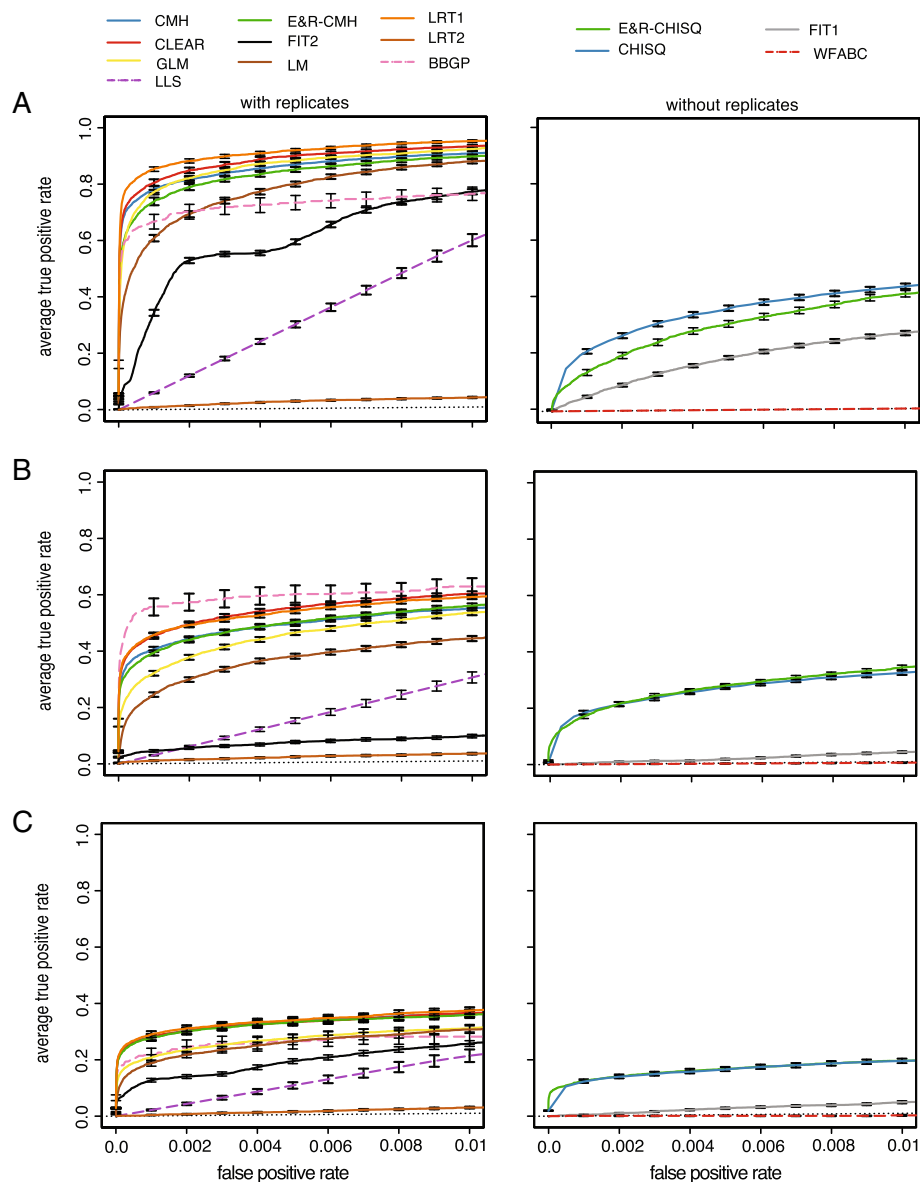 CMH
CLEAR
GLM
LLS
E&R-CMH
FIT2
LM
LRT1
LRT2
BBGP
E&R-CHISQ
CHISQ
FIT1
WFABC
A
with replicates
without replicates
average true positive rate
1.0
0.8
0.6
0.4
0.2
0.0
B
average true positive rate
1.0
0.8
0.6
0.4
0.2
0.0
C
average true positive rate
1.0
0.8
0.6
0.4
0.2
0.0
0.0 0.002 0.004 0.006 0.008 0.01
false positive rate
0.0 0.002 0.004 0.006 0.008 0.01
false positive rate